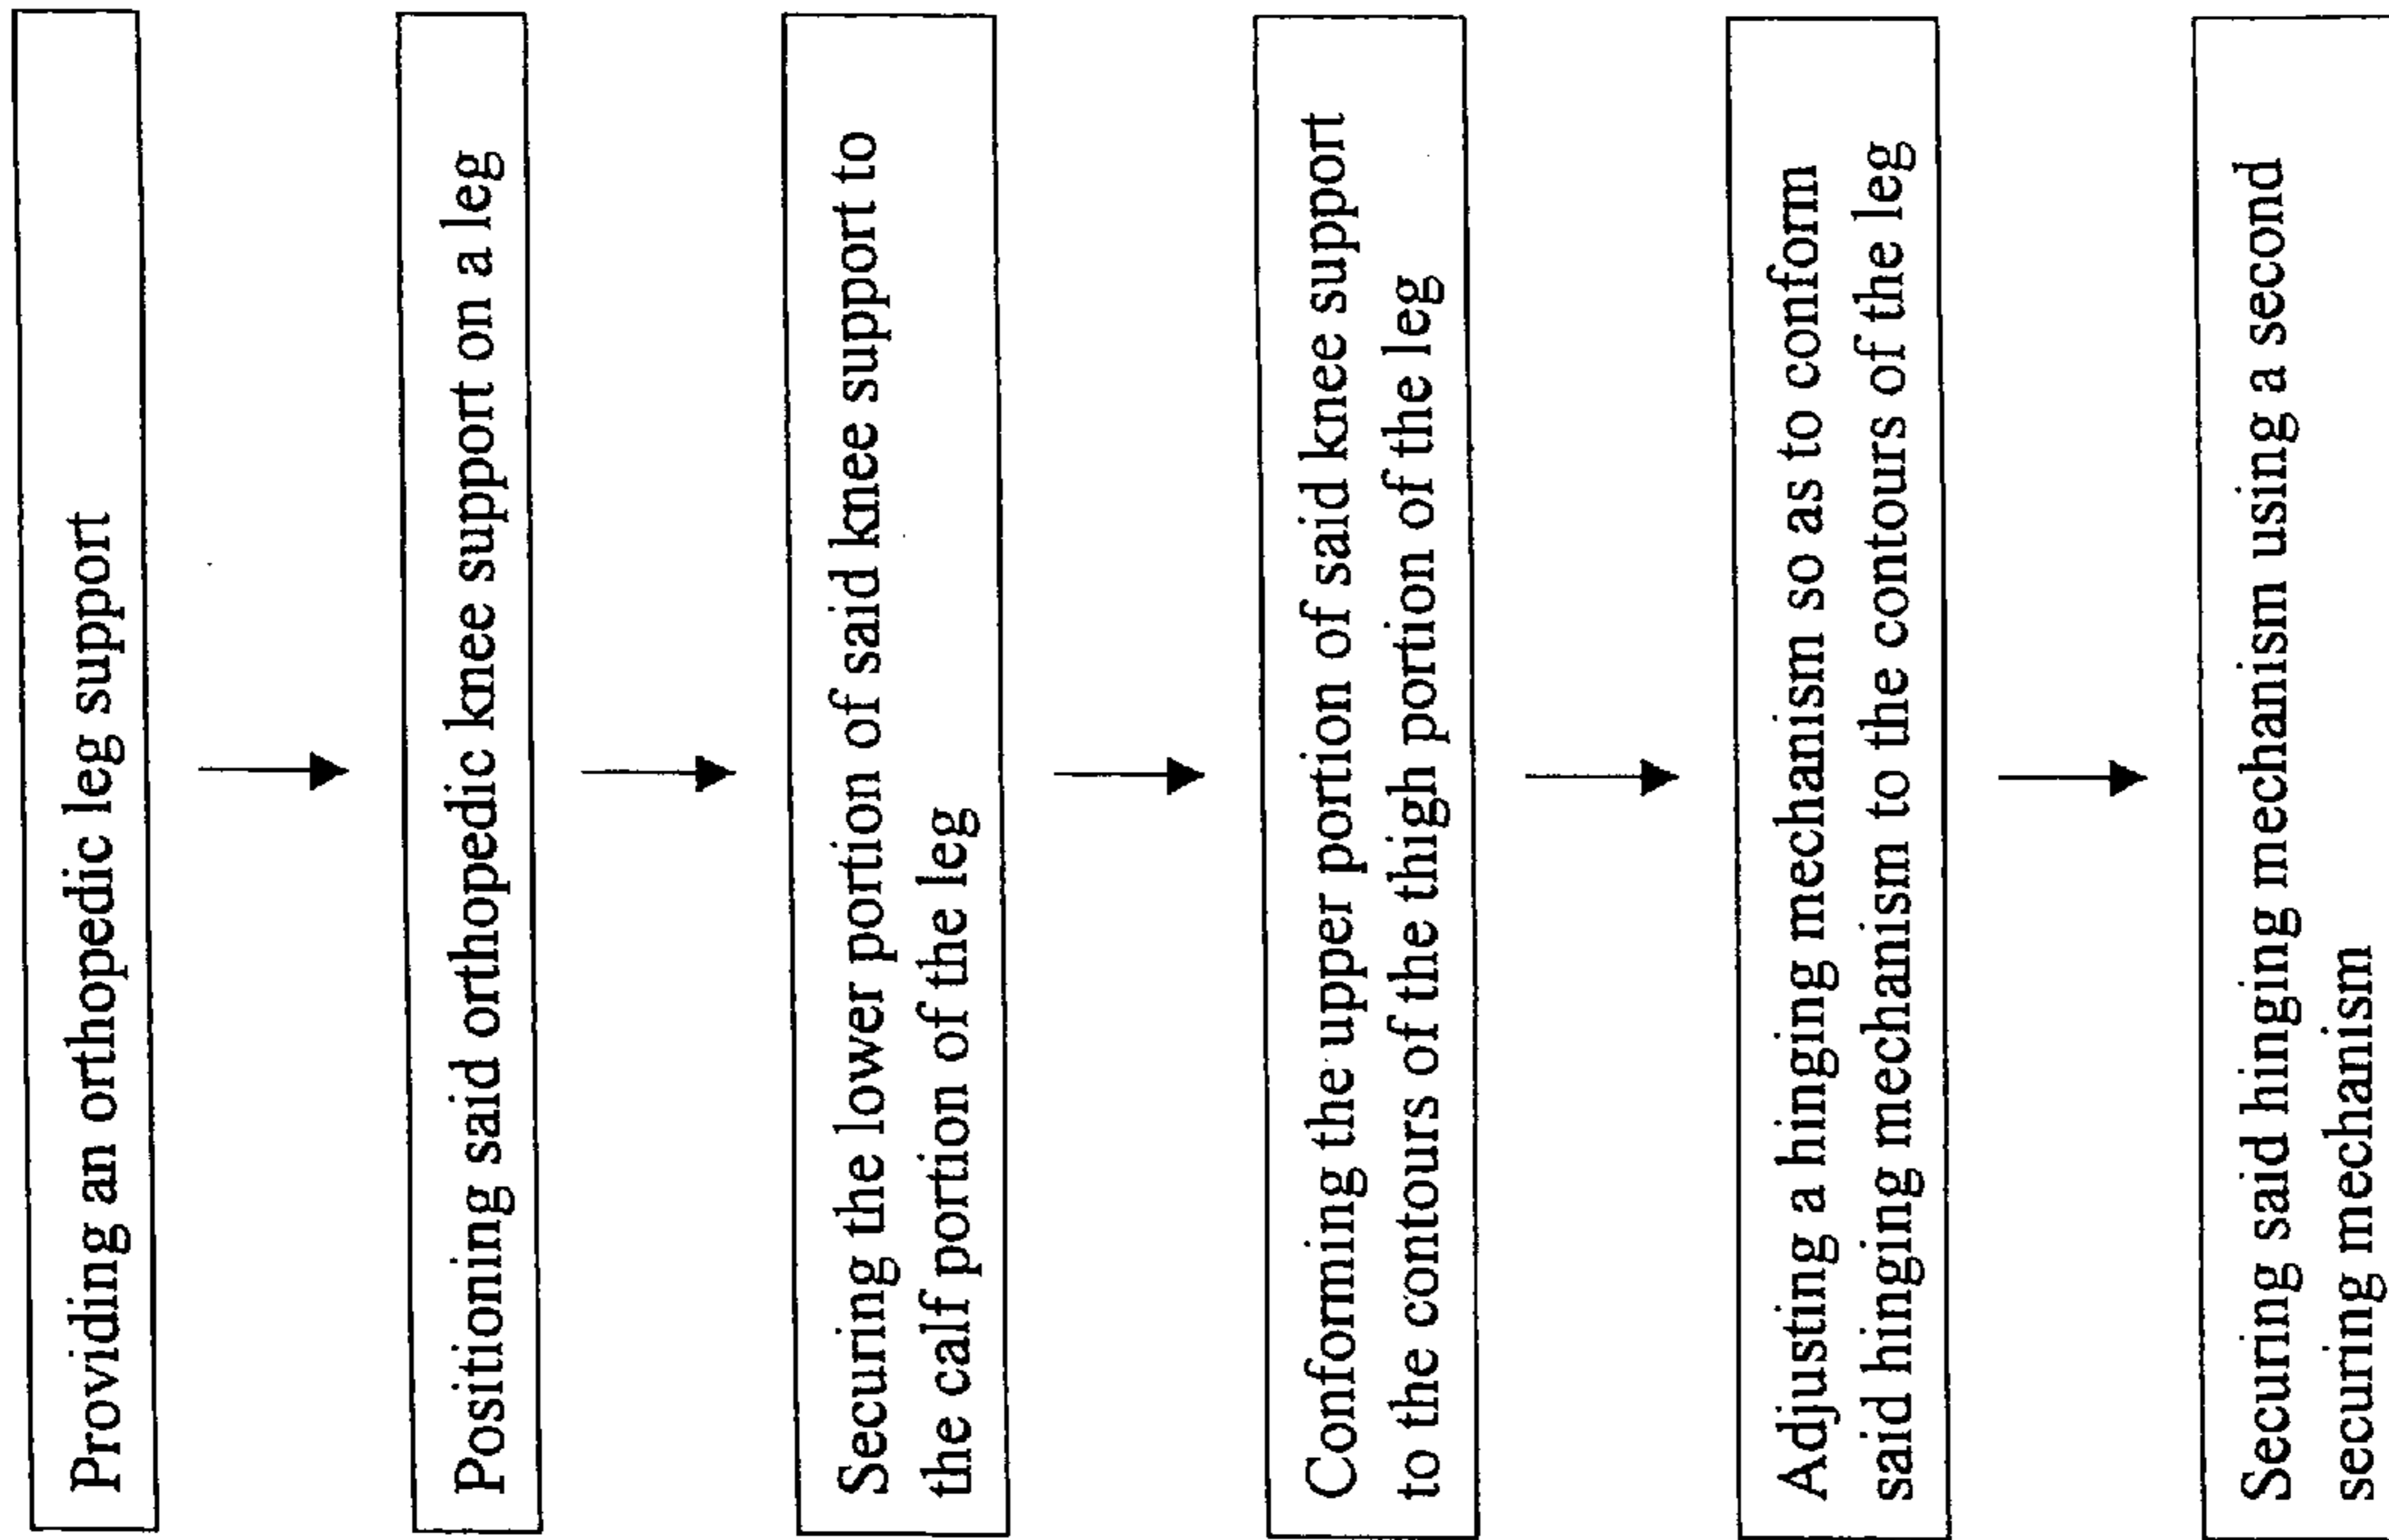 Providing an orthopedic leg support
Positioning said orthopedic knee support on a leg
Securing the lower portion of said knee support to
the calf portion of the leg
Conforming the upper portion of said knee support
to the contours of the thigh portion of the leg
Adjusting a hinging mechanism so as to conform
said hinging mechanism to the contours of the leg
Securing said hinging mechanism using a second
securing mechanism